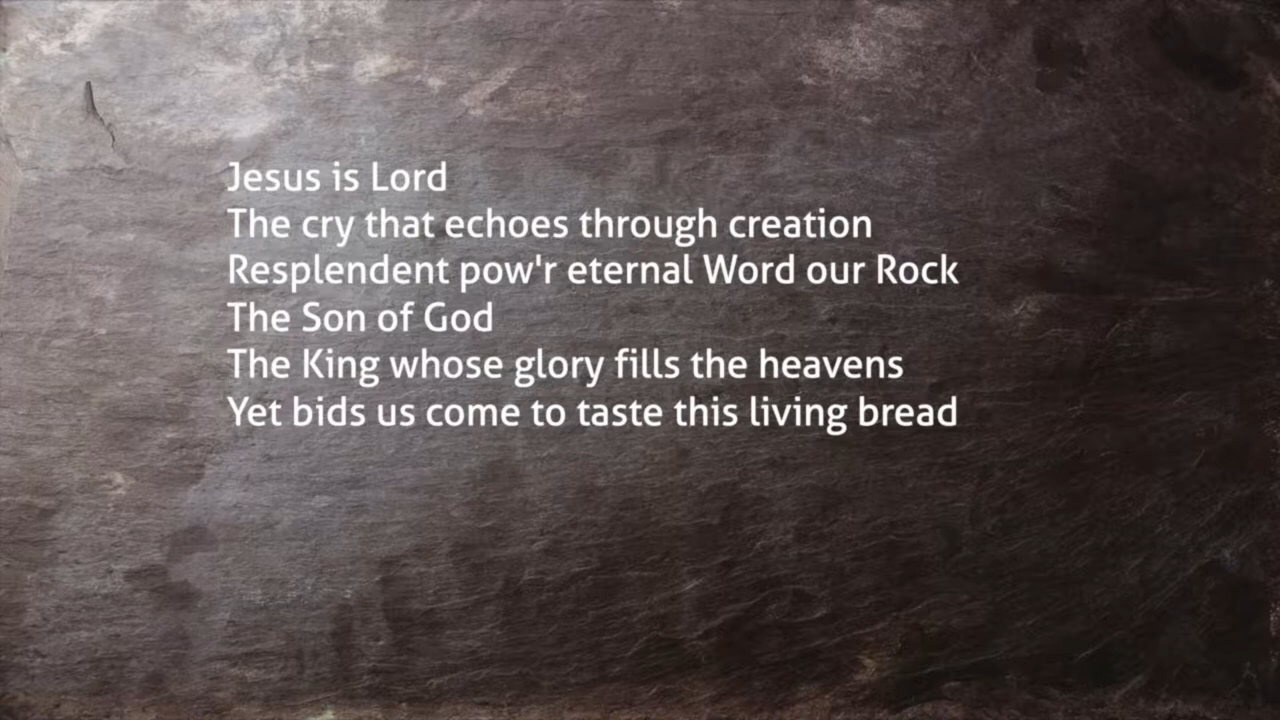 Jesus is Lord
The cry that echoes through creation
Resplendent pow'r eternal Word our Rock
The Son of God
The King whose glory fills the heavens
Yet bids us come to taste this living bread